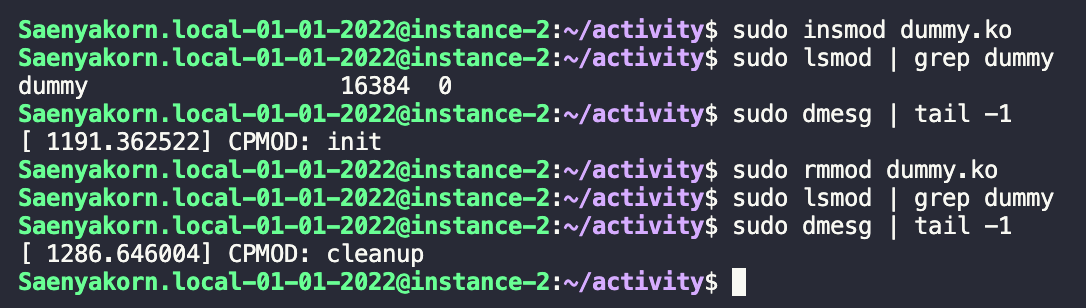 Saenyakorn.local-01-01-2022@instance-2:~/activity$ sudo insmod dummy.ko
Saenyakorn.local-01-01-2022@instance-2:~/activity$ sudo lsmod | grep dummy
dummy                  16384  0
Saenyakorn.local-01-01-2022@instance-2:~/activity$ sudo dmesg | tail -1
[ 1191.362522] CPMOD: init
Saenyakorn.local-01-01-2022@instance-2:~/activity$ sudo rmmod dummy.ko
Saenyakorn.local-01-01-2022@instance-2:~/activity$ sudo lsmod | grep dummy
Saenyakorn.local-01-01-2022@instance-2:~/activity$ sudo dmesg | tail -1
[ 1286.646004] CPMOD: cleanup
Saenyakorn.local-01-01-2022@instance-2:~/activity$